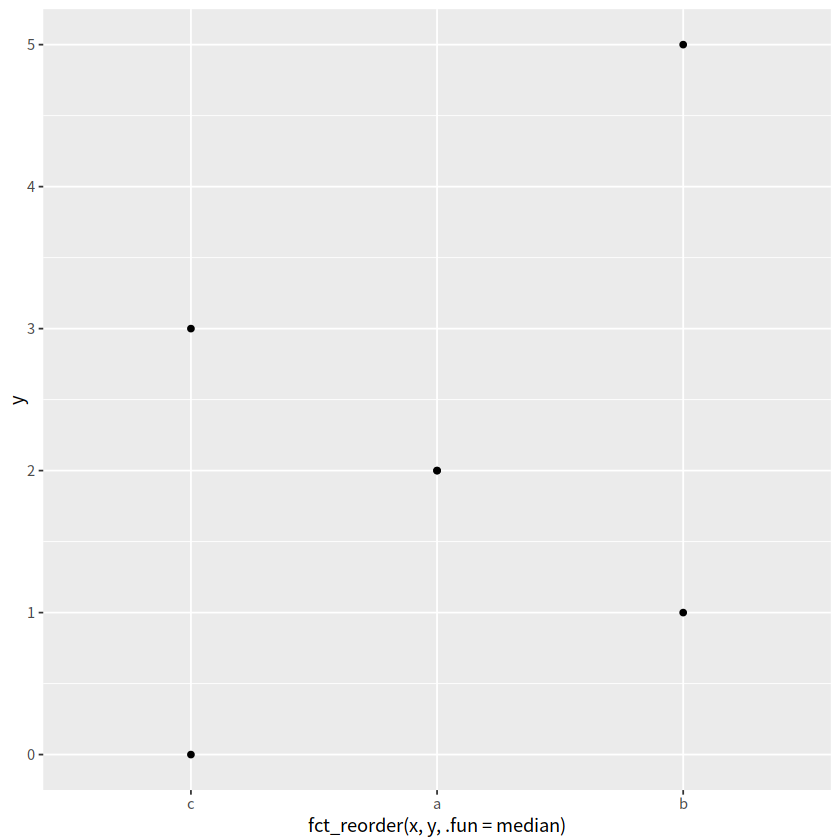 5
4
3
2
1
0
y
c a b
fct_reorder(x, y, .fun = median)